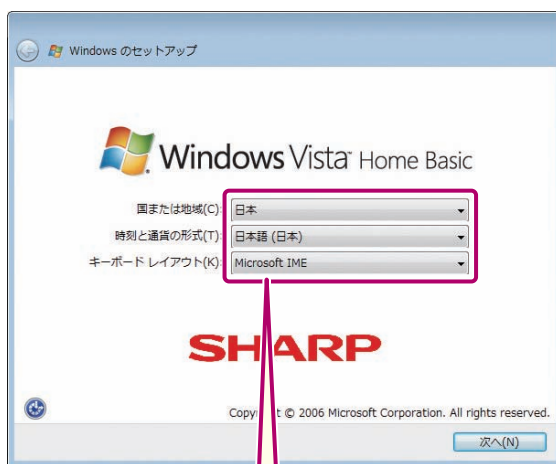 Windows のセットアップ
Windows Vista™ Home Basic
国または地域(C): 日本
時刻と通貨の形式(T): 日本語 (日本)
キーボード レイアウト(K): Microsoft IME
SHARP
© 2006 Microsoft Corporation. All rights reserved.
次へ(N)